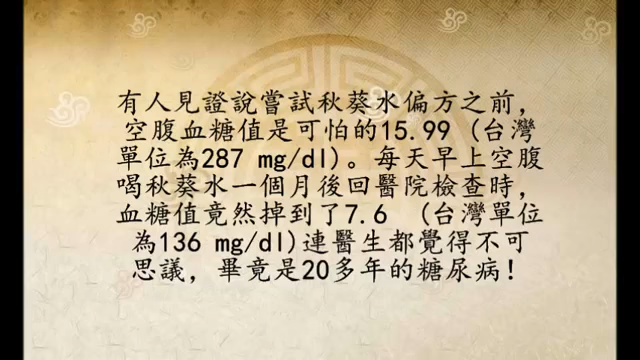 有人見證說嘗試秋葵水偏方之前，
空腹血糖值是可怕的15.99（台灣
單位為287 mg/dl)。每天早上空腹
喝秋葵水一個月後回醫院檢查時，
血糖值竟然掉到了7.6 （台灣單位
為136 mg/dl)連醫生都覺得不可
思議，畢竟是20多年的糖尿病！